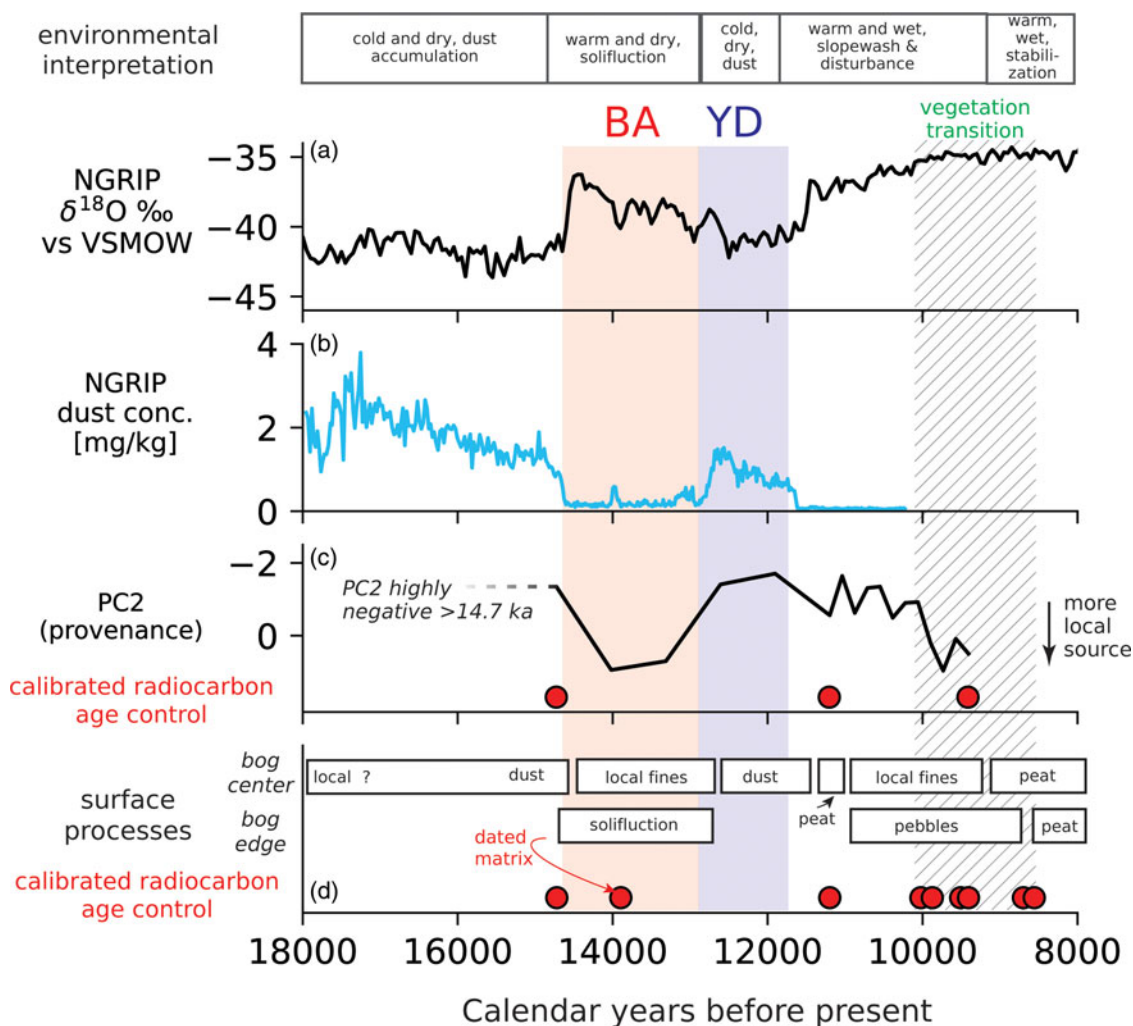 environmental
interpretation
cold and dry, dust
accumulation
warm and dry,
solifluction
cold,
dry,
dust
warm and wet,
slopewash &
disturbance
warm,
wet,
stabili-
zation
BA
YD
vegetation
transition
(a)
NGRIP
δ¹⁸O ‰
vs VSMOW
−35
−40
−45
(b)
NGRIP
dust conc.
[mg/kg]
4
2
0
(c)
PC2
(provenance)
−2
0
PC2 highly
negative >14.7 ka
more
local
source
calibrated radiocarbon
age control
surface
processes
bog
center
local ?
dust
local fines
dust
peat
local fines
peat
bog
edge
solifluction
pebbles
peat
dated
matrix
calibrated radiocarbon
age control
(d)
18000 16000 14000 12000 10000 8000
Calendar years before present